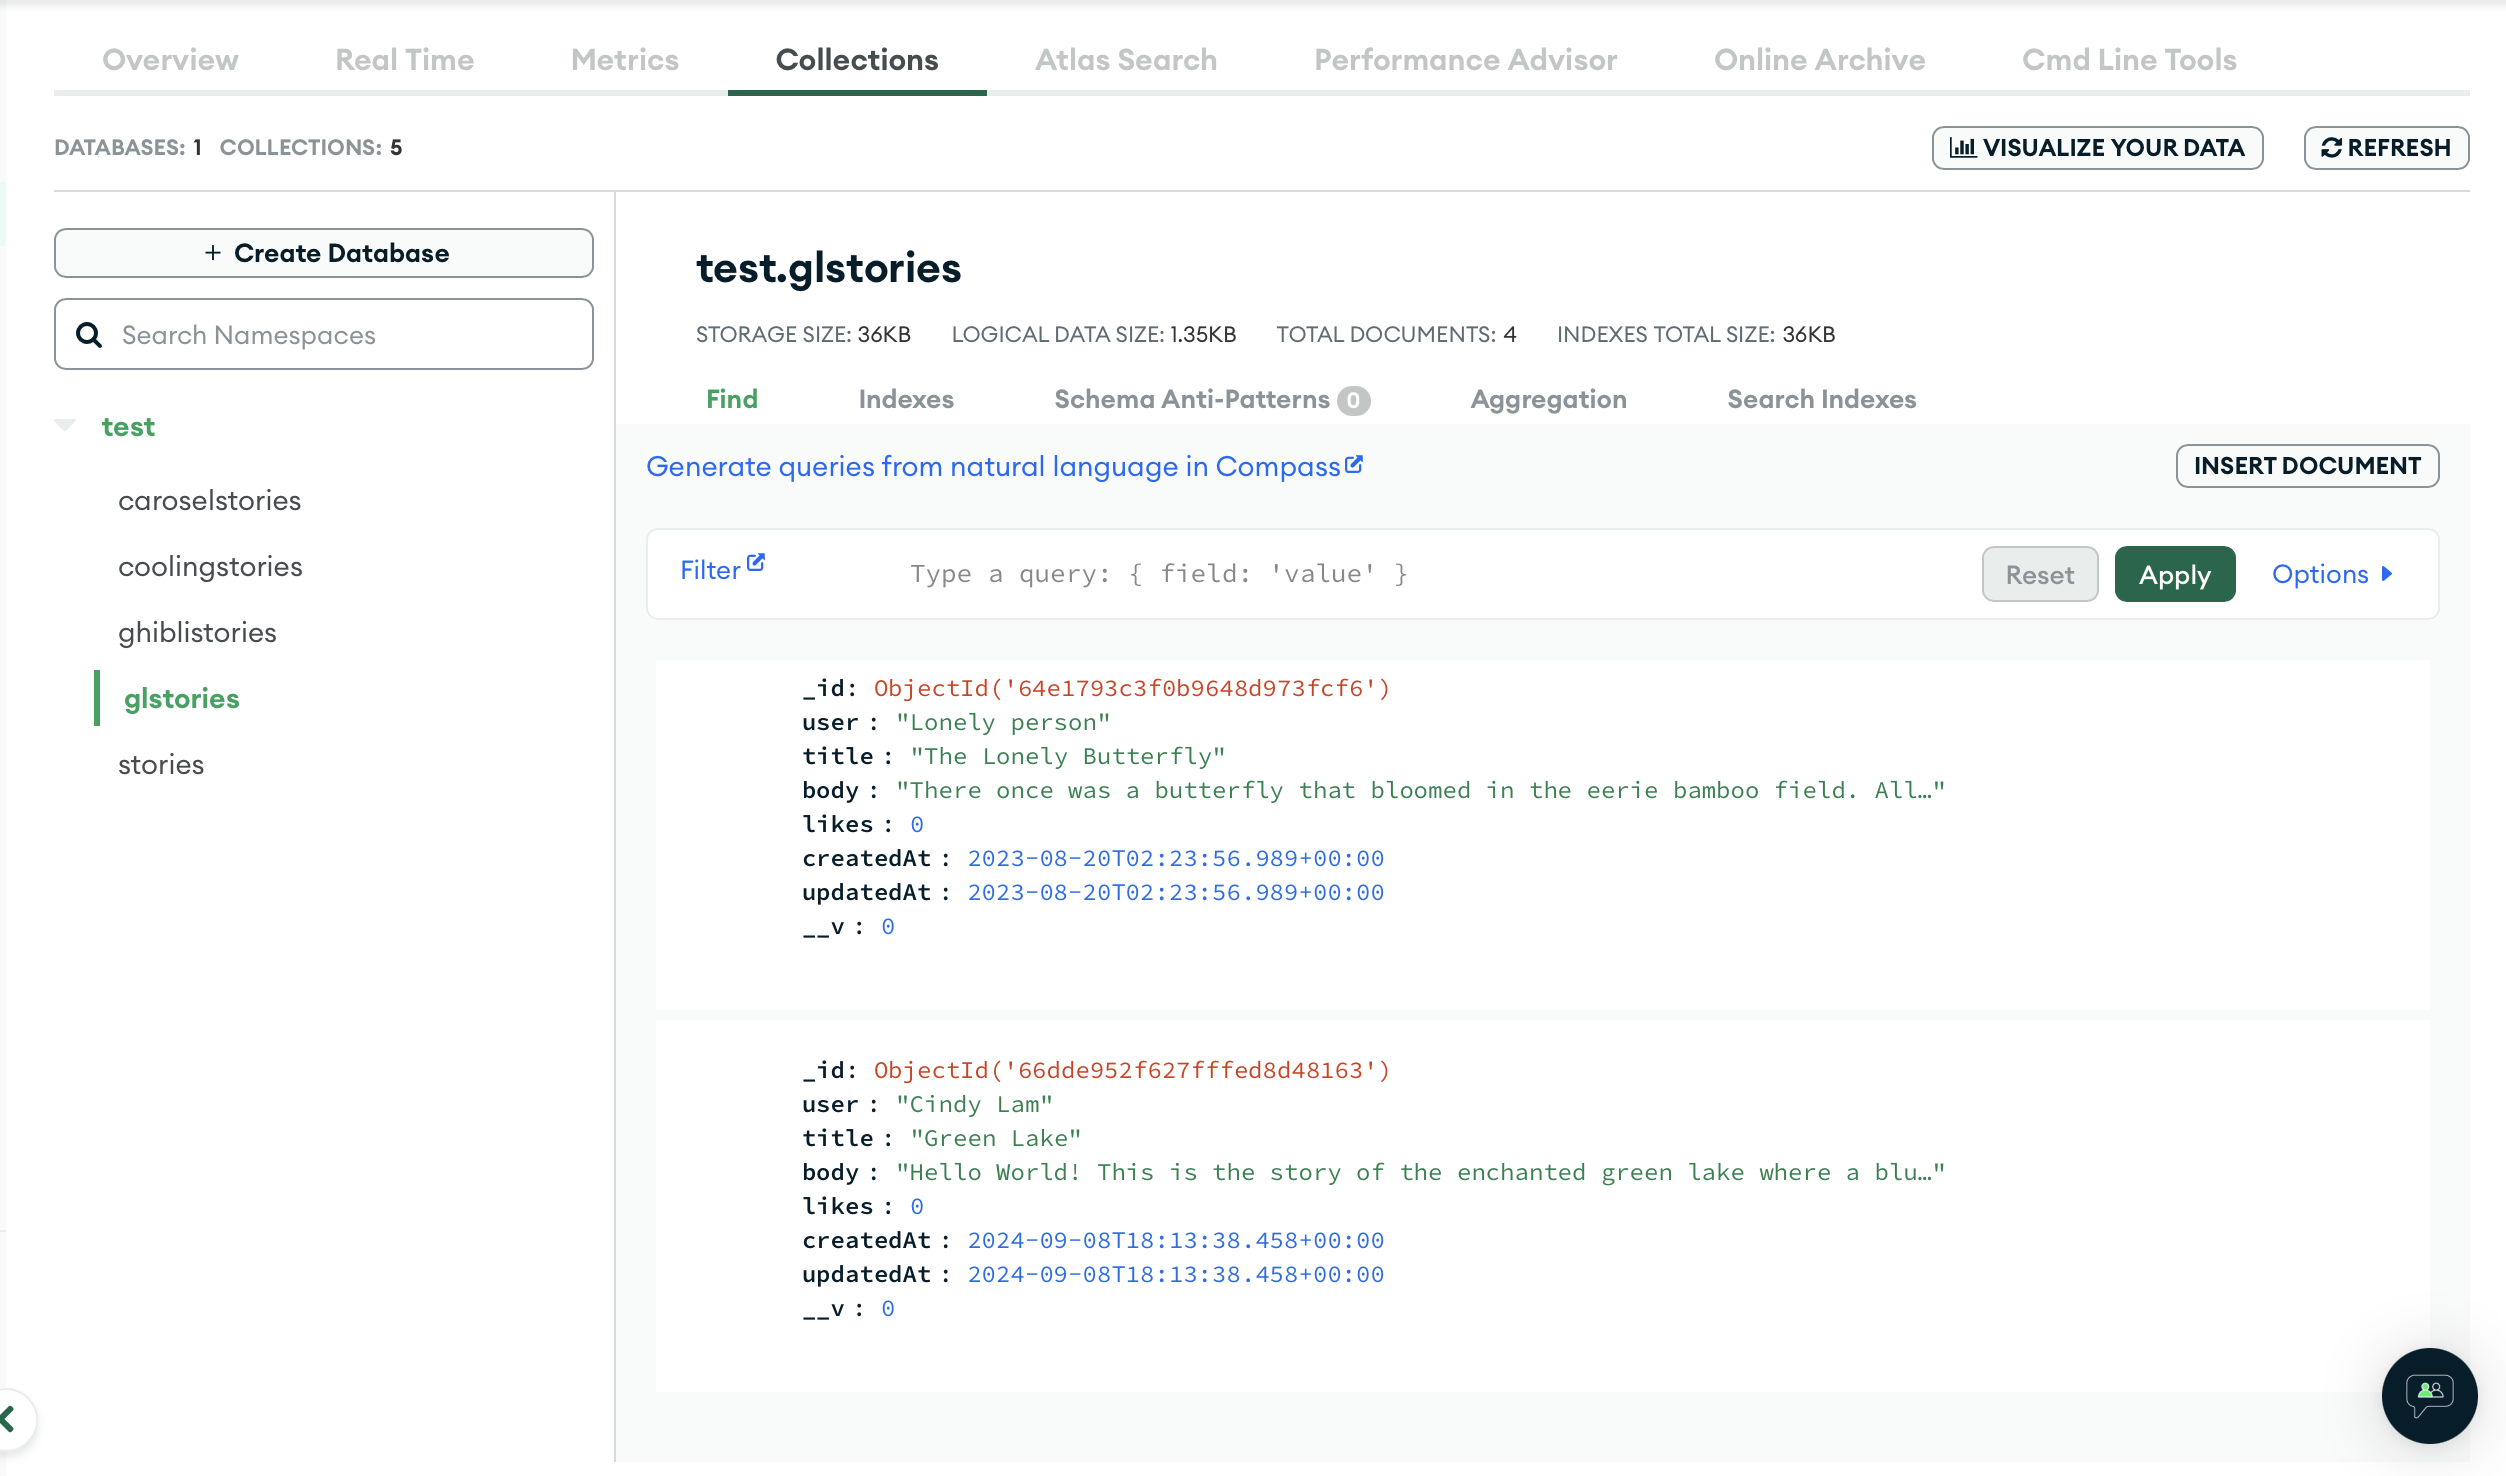 Overview Real Time Metrics Collections Atlas Search Performance Advisor Online Archive Cmd Line Tools
DATABASES: 1 COLLECTIONS: 5
VISUALIZE YOUR DATA
REFRESH
+ Create Database
Search Namespaces
test
caroselstories
coolingstories
ghiblistories
glstories
stories
test.glstories
STORAGE SIZE: 36KB LOGICAL DATA SIZE: 1.35KB TOTAL DOCUMENTS: 4 INDEXES TOTAL SIZE: 36KB
Find Indexes Schema Anti-Patterns 0 Aggregation Search Indexes
Generate queries from natural language in Compass
INSERT DOCUMENT
Filter Type a query: { field: 'value' } Reset Apply Options
_id: ObjectId('64e1793c3f0b9648d973fcf6')
user : "Lonely person"
title : "The Lonely Butterfly"
body : "There once was a butterfly that bloomed in the eerie bamboo field. All…"
likes : 0
createdAt : 2023-08-20T02:23:56.989+00:00
updatedAt : 2023-08-20T02:23:56.989+00:00
__v : 0
_id: ObjectId('66dde952f627fffed8d48163')
user : "Cindy Lam"
title : "Green Lake"
body : "Hello World! This is the story of the enchanted green lake where a blu…"
likes : 0
createdAt : 2024-09-08T18:13:38.458+00:00
updatedAt : 2024-09-08T18:13:38.458+00:00
__v : 0